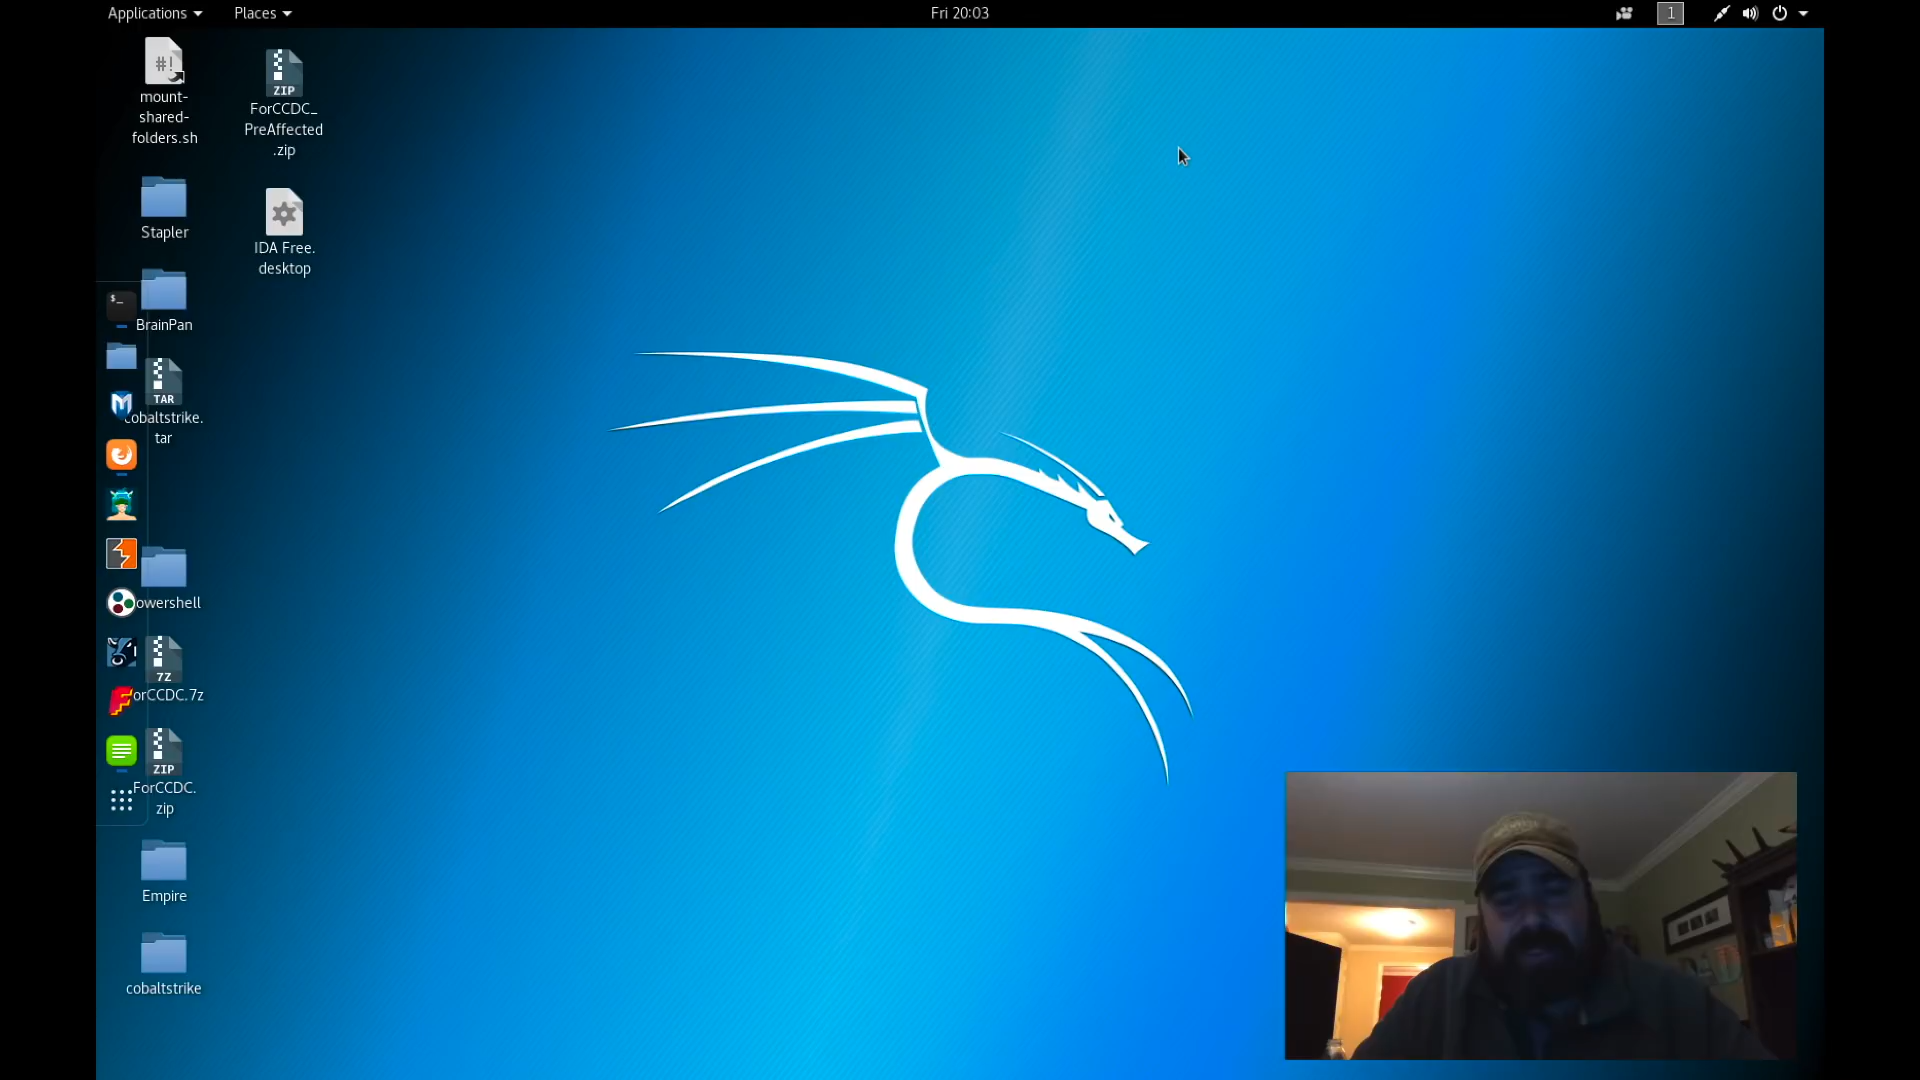 Applications
Places
Fri 20:03
1
#!
mount-
shared-
folders.sh
ZIP
ForCCDC_
PreAffected
.zip
Stapler
IDA Free.
desktop
$_
BrainPan
TAR
cobaltstrike.
tar
owershell
7Z
orCCDC.7z
ZIP
ForCCDC.
zip
Empire
cobaltstrike